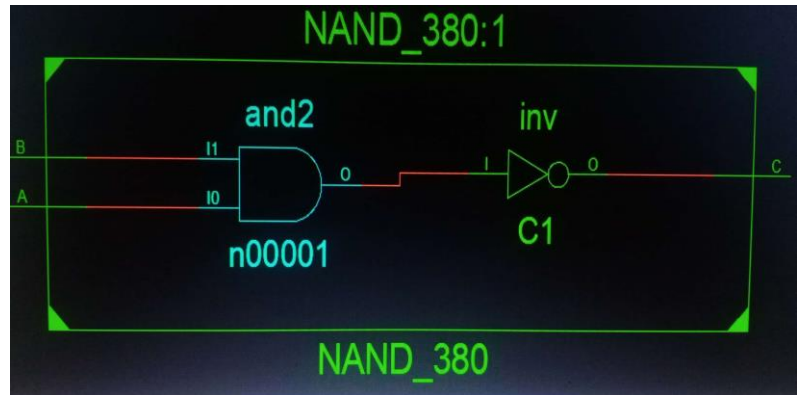 NAND_380:1
and2
inv
B
I1
O
I
O
C
A
I0
n00001
C1
NAND_380